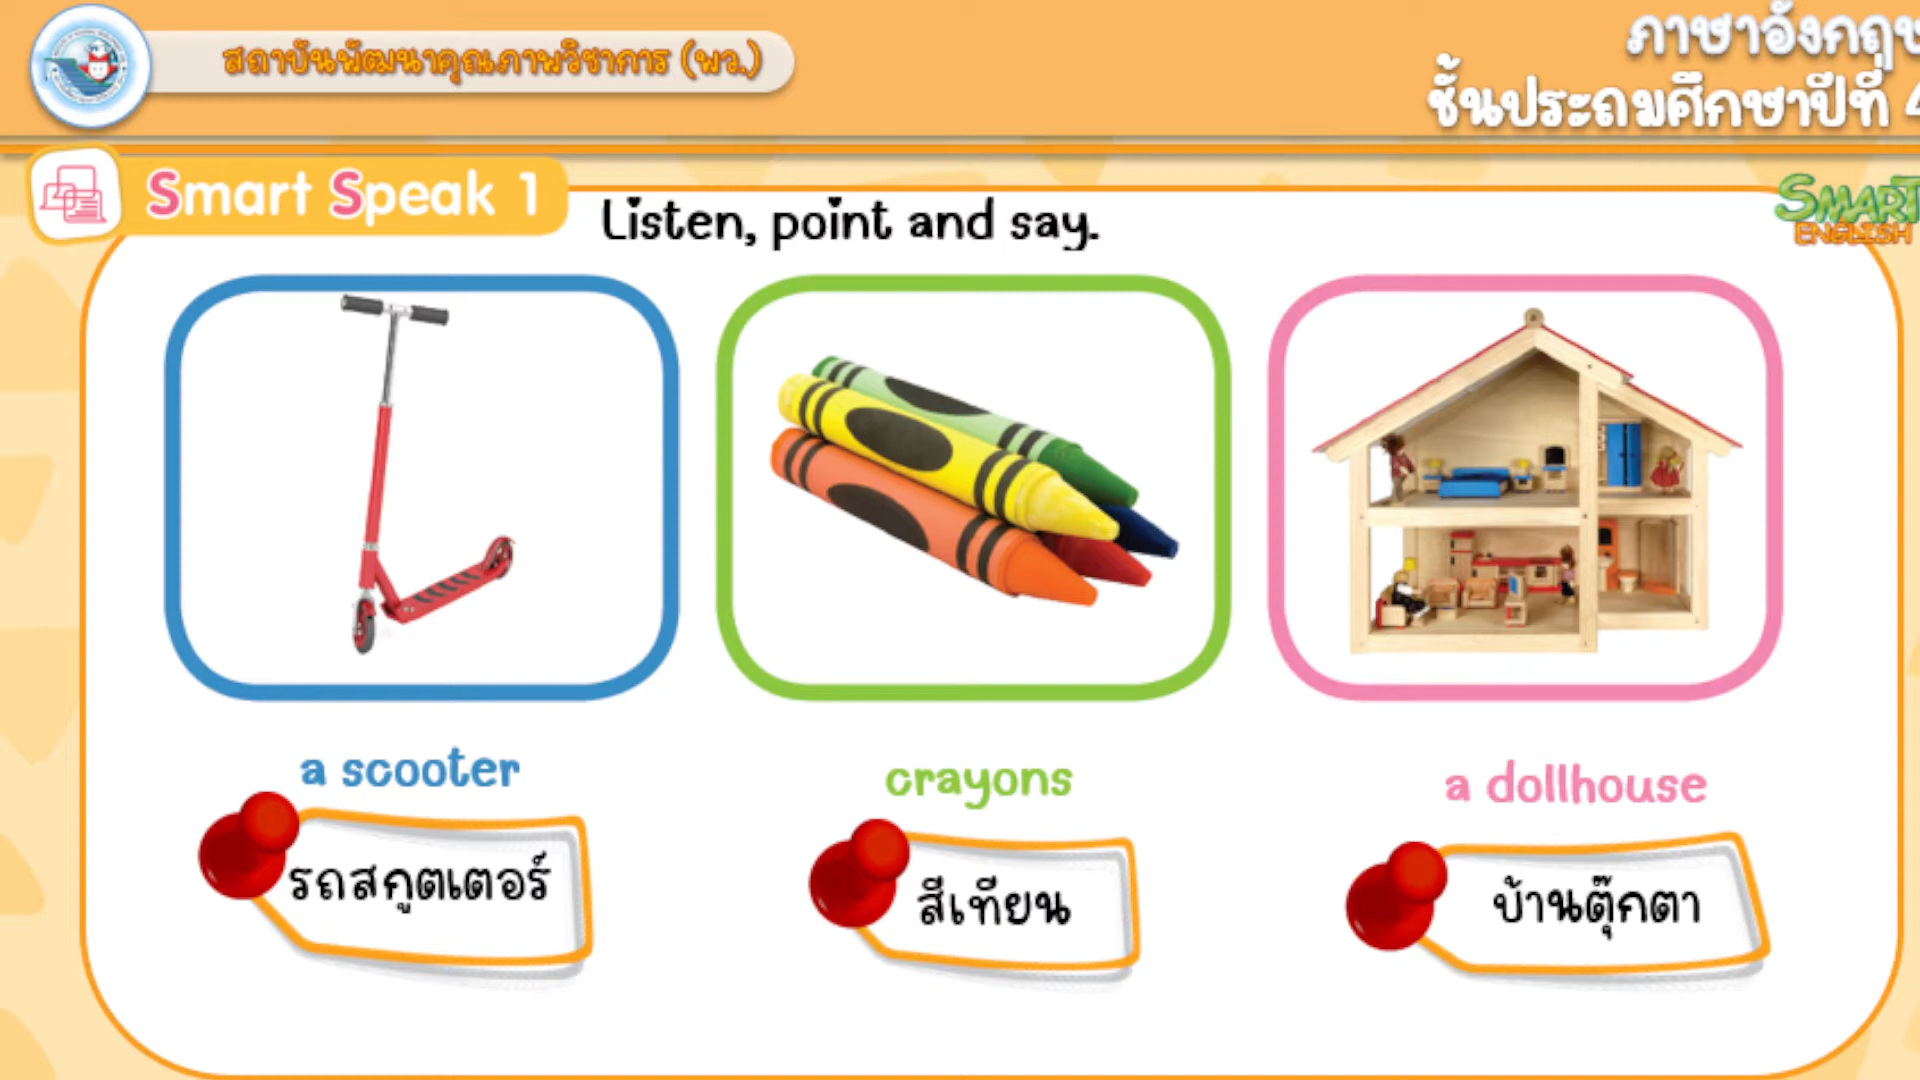 สถาบันพัฒนาคุณภาพวิชาการ (พว.)
ภาษาอังกฤษ
ชั้นประถมศึกษาปีที่ 4
Smart Speak 1
Listen, point and say.
SMART
ENGLISH
a scooter
crayons
a dollhouse
รถสกูตเตอร์
สีเทียน
บ้านตุ๊กตา